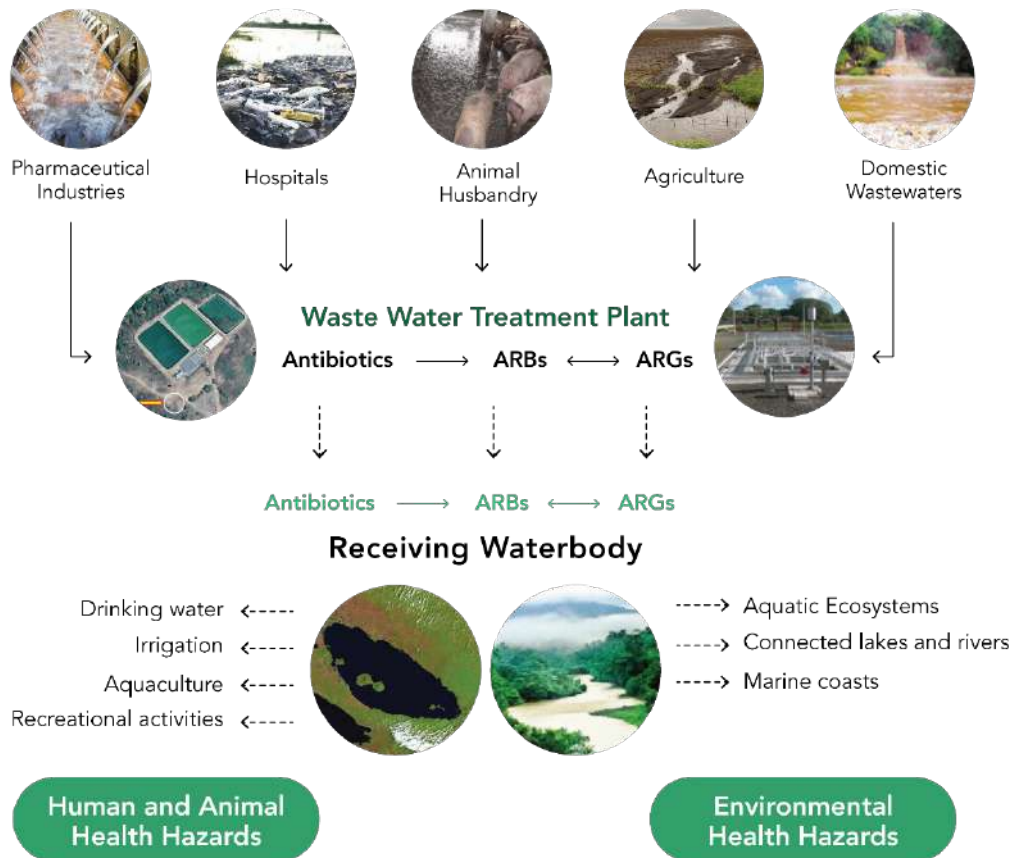 Pharmaceutical
Industries
Hospitals
Animal
Husbandry
Agriculture
Domestic
Wastewaters
Waste Water Treatment Plant
Antibiotics
ARBs
ARGs
Antibiotics
ARBs
ARGs
Receiving Waterbody
Drinking water
Irrigation
Aquaculture
Recreational activities
Aquatic Ecosystems
Connected lakes and rivers
Marine coasts
Human and Animal
Health Hazards
Environmental
Health Hazards